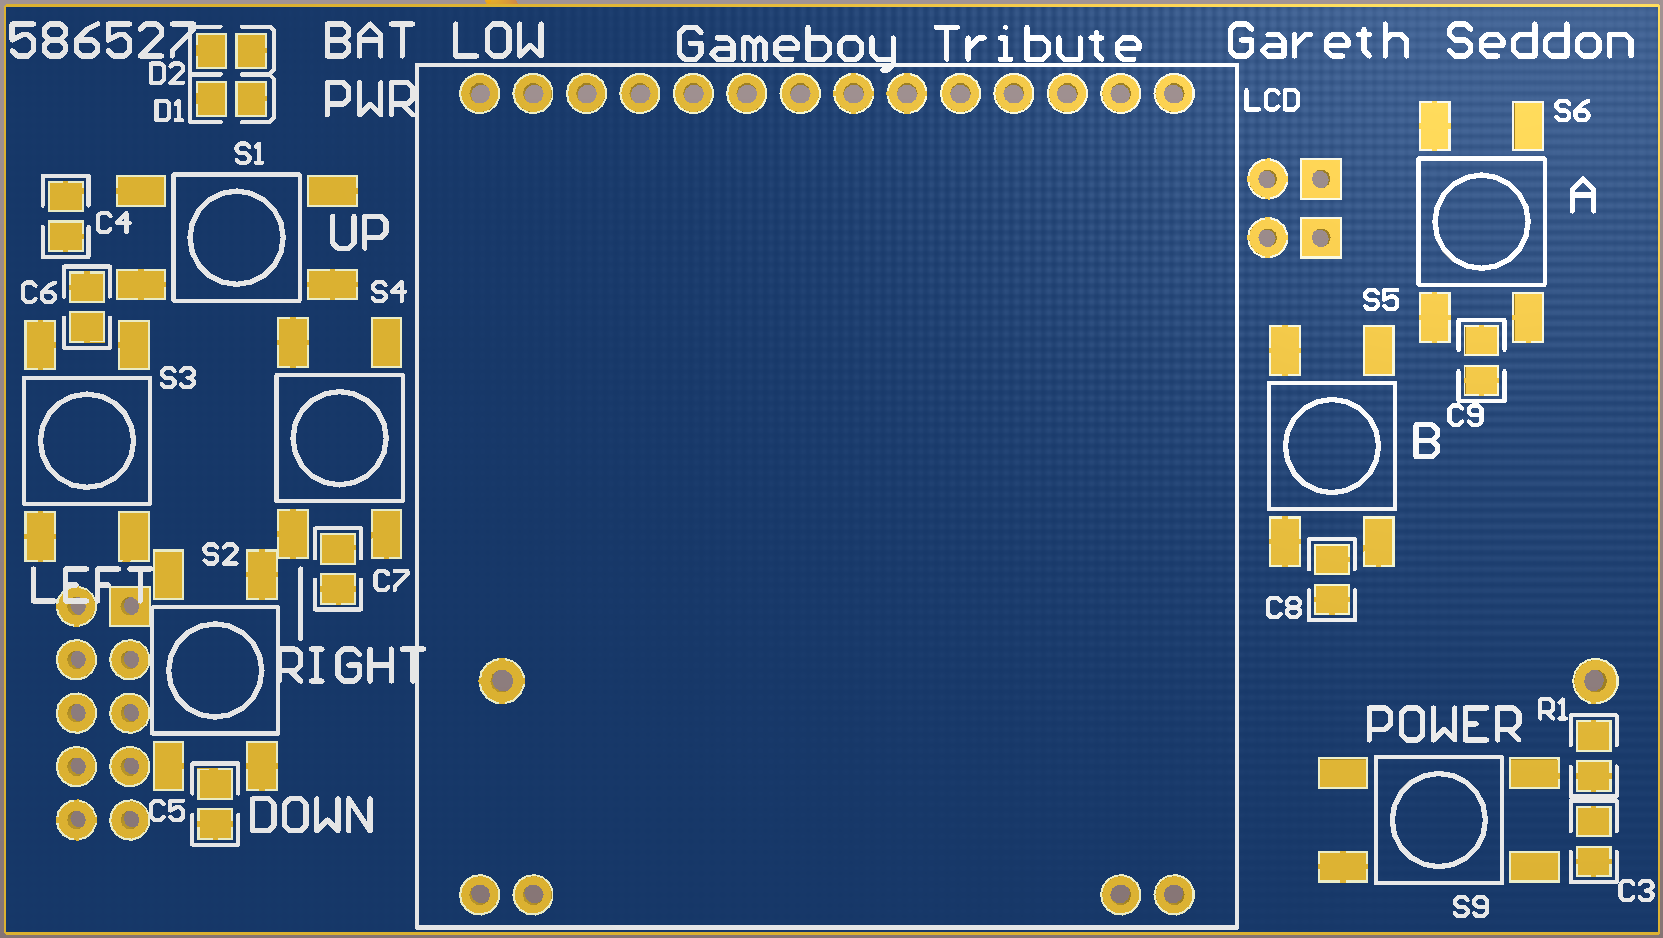 586527
BAT LOW
Gameboy Tribute
Gareth Seddon
D2
D1
PWR
LCD
S6
S1
A
C4
UP
C6
S4
S5
S3
C9
B
S2
LEFT
C7
C8
RIGHT
R1
POWER
C5
DOWN
C3
S9